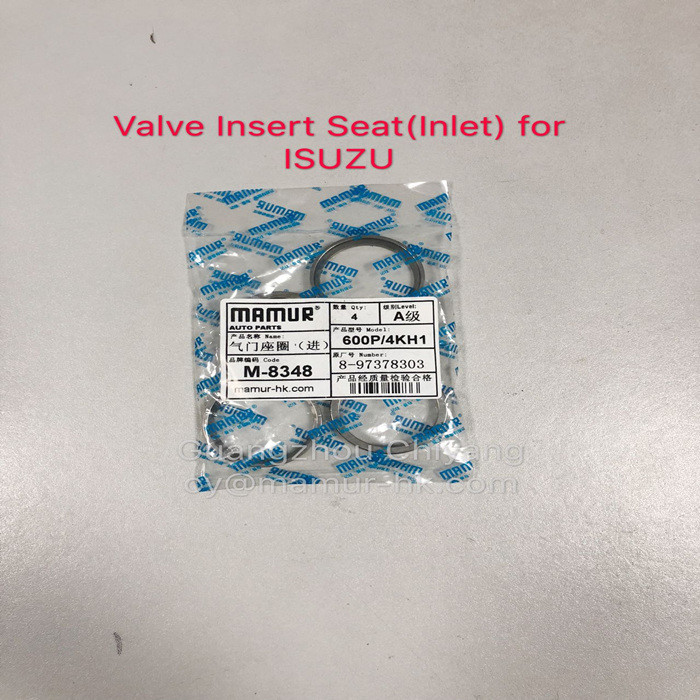 Valve Insert Seat(Inlet) for
ISUZU
MAMUR®
AUTO PARTS
数量 Qty:
4
级别Level:
A级
产品名称 Name:
气门座圈 (进)
产品型号 Model:
600P/4KH1
品牌编码 Code
M-8348
原厂号 Number:
8-97378303
mamur-hk.com
产品经质量检验合格
Guangzhou Chiyang
oy@mamur-hk.com